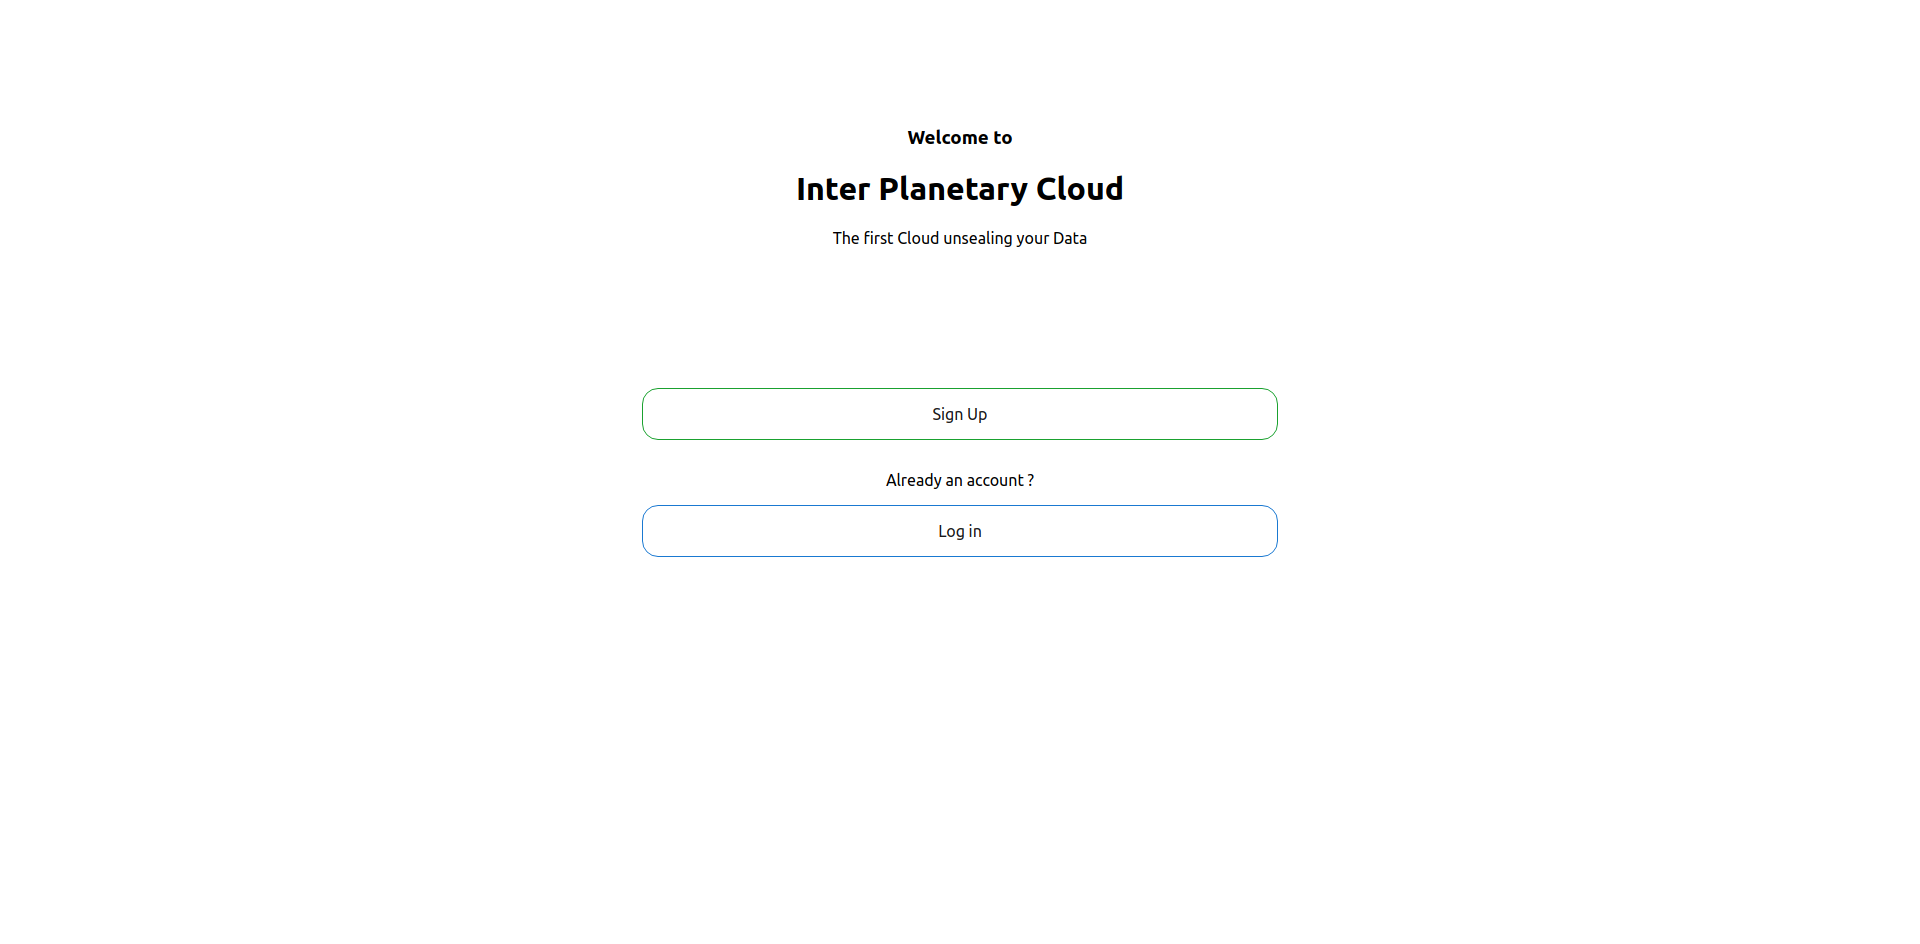 Welcome to
Inter Planetary Cloud
The first Cloud unsealing your Data
Sign Up
Already an account ?
Log in